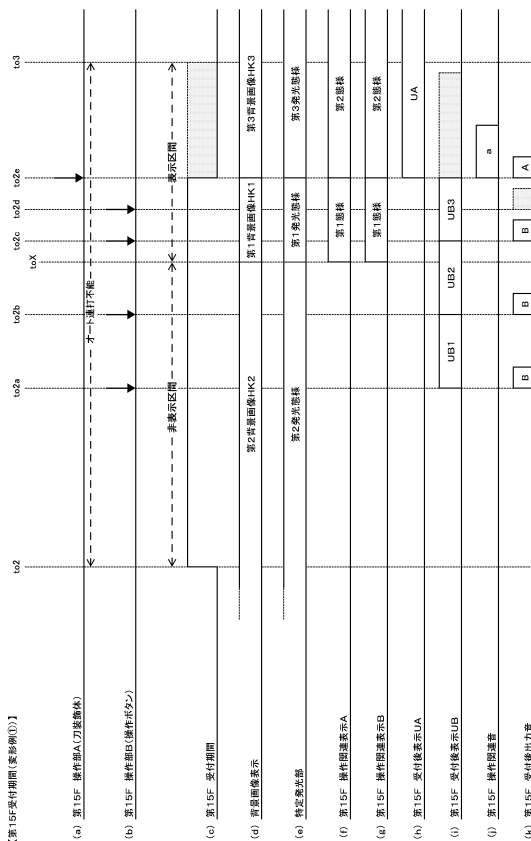 【第15F受付期間(変形例①)】
to2
to2a
to2b
toX
to2c
to2d
to2e
to3
(a) 第15F 操作部A(刀装飾体)
オート連打不能
(b) 第15F 操作部B(操作ボタン)
非表示区間
表示区間
(c) 第15F 受付期間
(d) 背景画像表示
第2背景画像HK2
第1背景画像HK1
第3背景画像HK3
(e) 特定発光部
第2発光態様
第1発光態様
第3発光態様
(f) 第15F 操作関連表示A
第1態様
第2態様
(g) 第15F 操作関連表示B
第1態様
第2態様
(h) 第15F 受付後表示UA
UA
(i) 第15F 受付後表示UB
UB1
UB2
UB3
(j) 第15F 操作関連音
a
(k) 第15F 受付後出力音
B
B
B
A